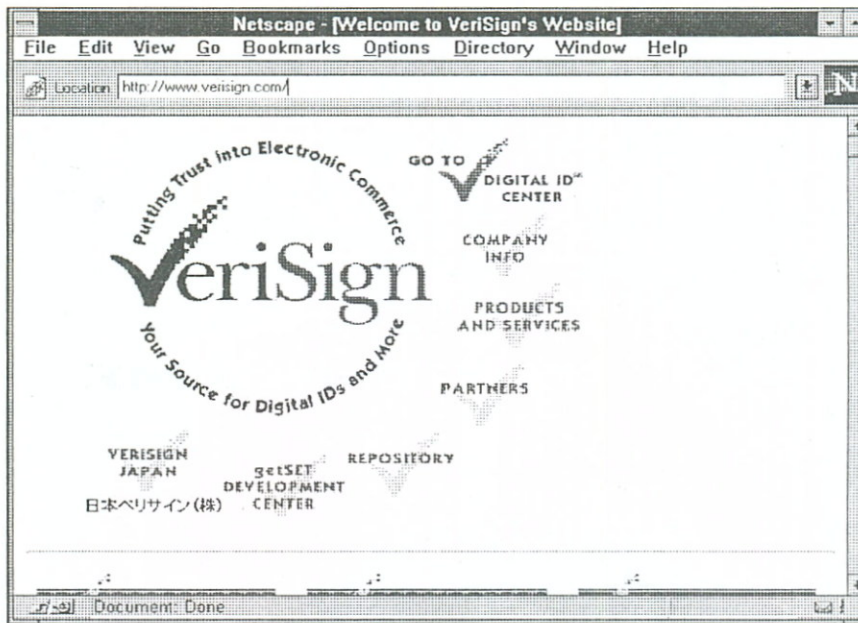 Netscape - [Welcome to VeriSign's Website]
File Edit View Go Bookmarks Options Directory Window Help
Location: http://www.verisign.com/
Putting Trust into Electronic Commerce
VeriSign
Your Source for Digital IDs and More
GO TO
DIGITAL ID℠
CENTER
COMPANY
INFO
PRODUCTS
AND SERVICES
PARTNERS
REPOSITORY
getSET
DEVELOPMENT
CENTER
VERISIGN
JAPAN
日本ベリサイン(株)
N
Document: Done